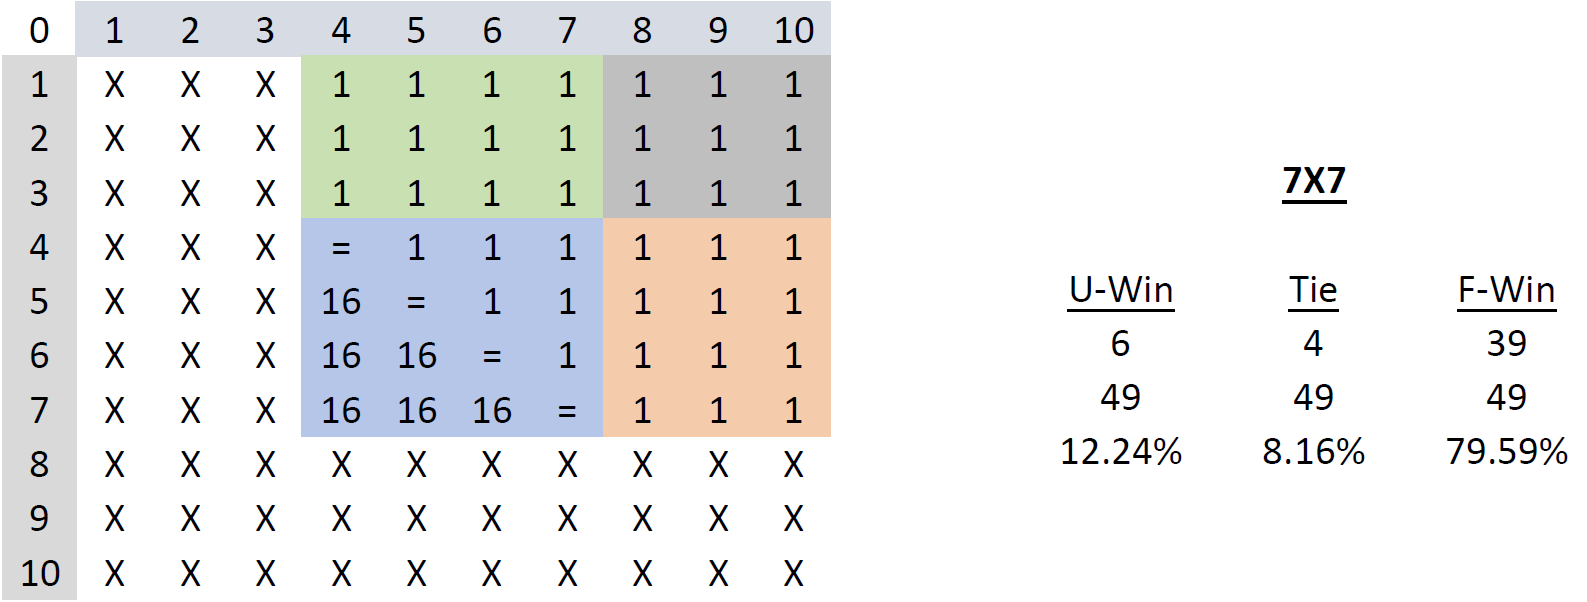 0 1 2 3 4 5 6 7 8 9 10
1 X X X 1 1 1 1 1 1 1
2 X X X 1 1 1 1 1 1 1
3 X X X 1 1 1 1 1 1 1
4 X X X = 1 1 1 1 1 1
5 X X X 16 = 1 1 1 1 1
6 X X X 16 16 = 1 1 1 1
7 X X X 16 16 16 = 1 1 1
8 X X X X X X X X X X
9 X X X X X X X X X X
10 X X X X X X X X X X
7X7
U-Win Tie F-Win
6 4 39
49 49 49
12.24% 8.16% 79.59%